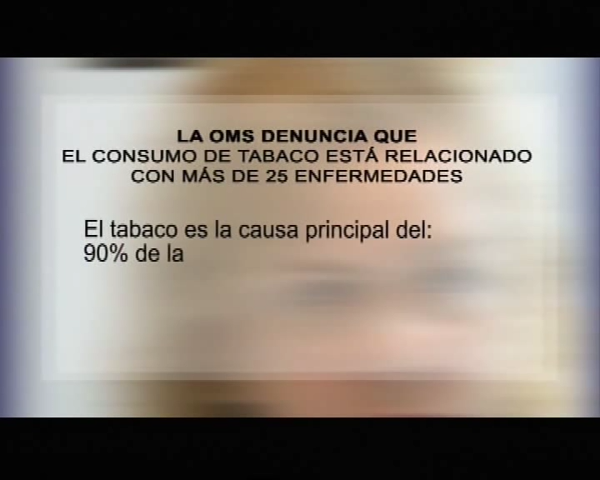 LA OMS DENUNCIA QUE
EL CONSUMO DE TABACO ESTÁ RELACIONADO
CON MÁS DE 25 ENFERMEDADES
El tabaco es la causa principal del:
90% de la